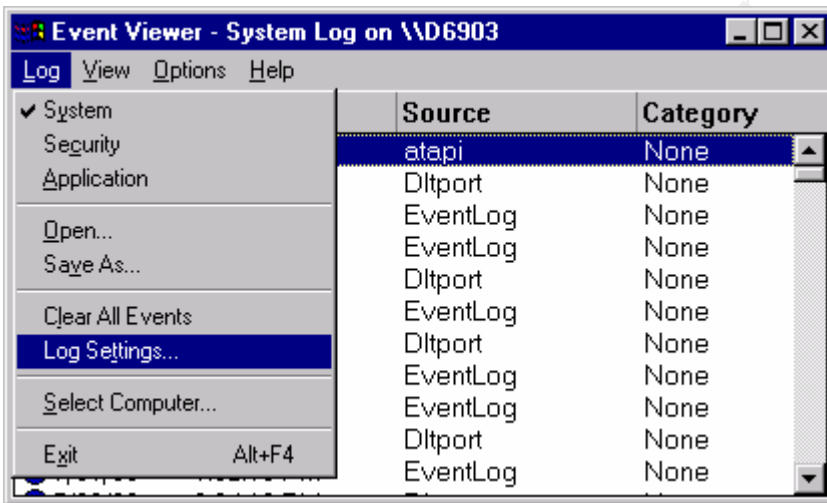 Event Viewer - System Log on \\D6903
Log View Options Help
System
Security
Application
Open...
Save As...
Clear All Events
Log Settings...
Select Computer...
Exit Alt+F4
Source Category
atapi None
Dltport None
EventLog None
EventLog None
Dltport None
EventLog None
Dltport None
EventLog None
EventLog None
Dltport None
EventLog None